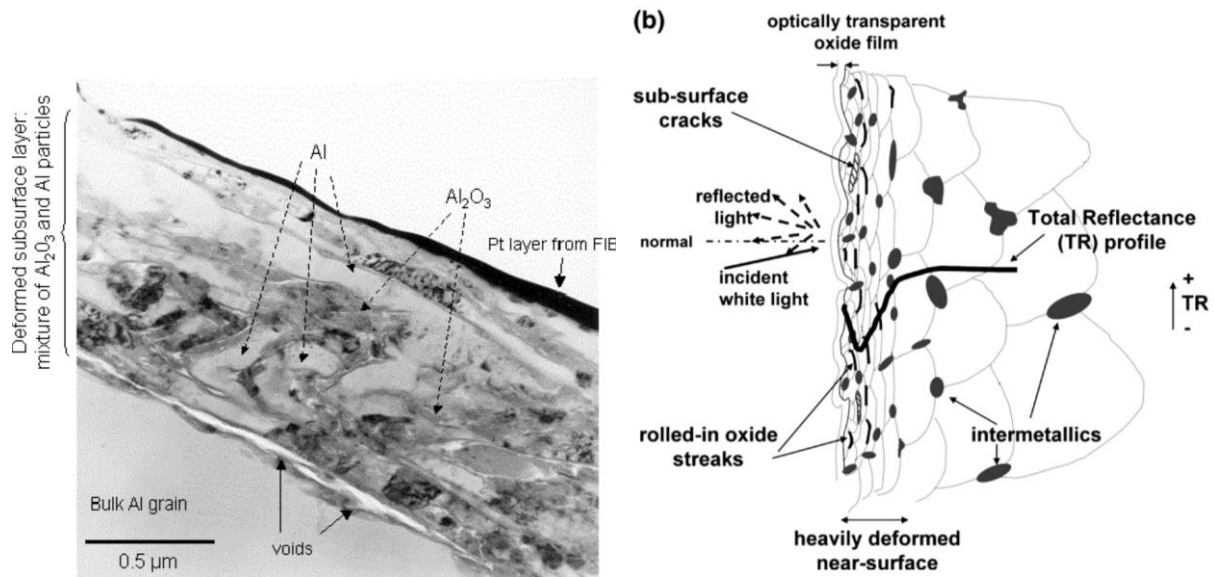 Deformed subsurface layer:
mixture of Al₂O₃ and Al particles
Al
Al₂O₃
Pt layer from FIB
Bulk Al grain
voids
0.5 μm
(b)
optically transparent
oxide film
sub-surface
cracks
reflected
light
normal
incident
white light
Total Reflectance
(TR) profile
+
TR
-
rolled-in oxide
streaks
intermetallics
heavily deformed
near-surface